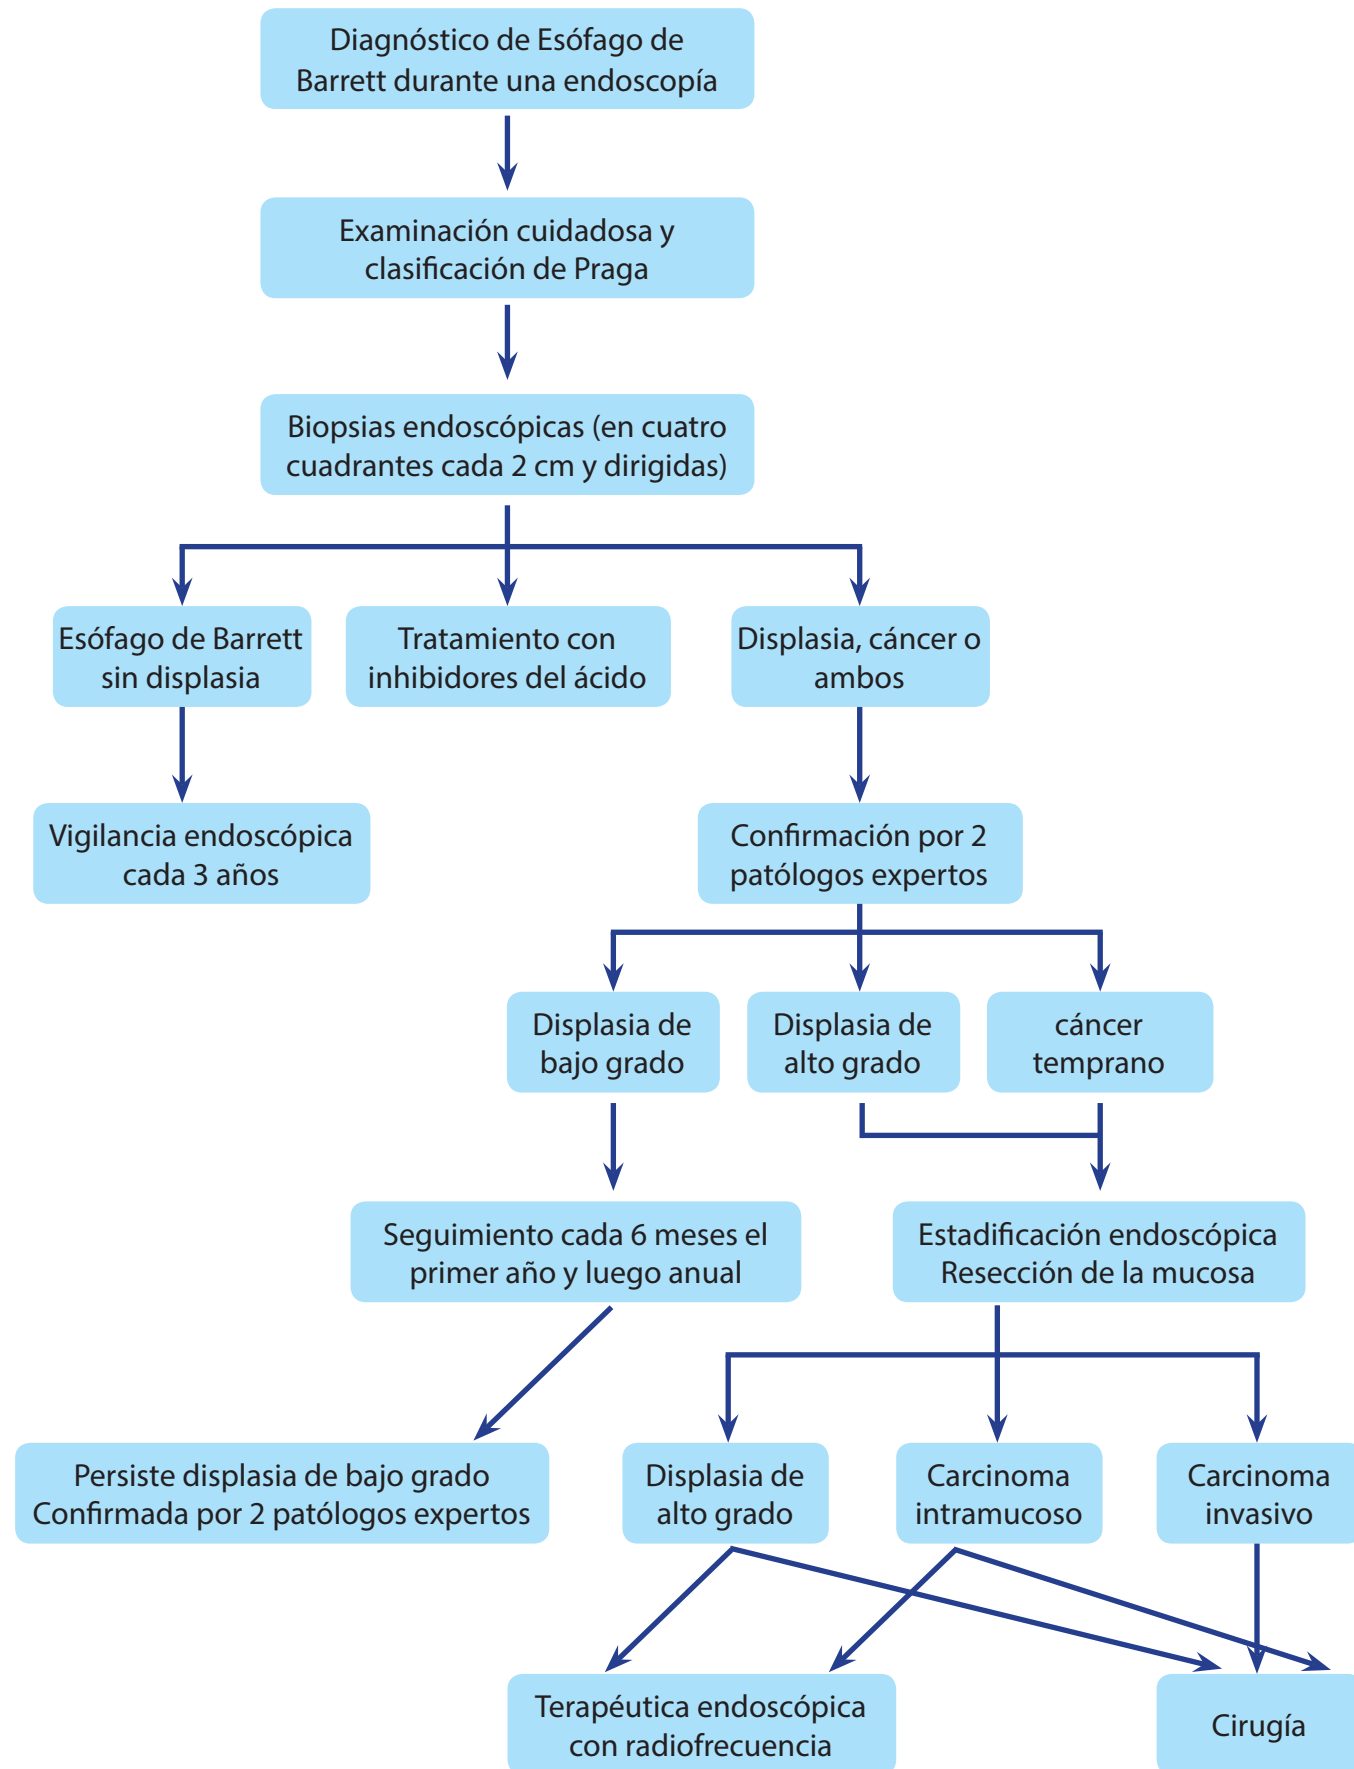 Diagnóstico de Esófago de
Barrett durante una endoscopía
Examinación cuidadosa y
clasificación de Praga
Biopsias endoscópicas (en cuatro
cuadrantes cada 2 cm y dirigidas)
Esófago de Barrett
sin displasia
Tratamiento con
inhibidores del ácido
Displasia, cáncer o
ambos
Vigilancia endoscópica
cada 3 años
Confirmación por 2
patólogos expertos
Displasia de
bajo grado
Displasia de
alto grado
cáncer
temprano
Seguimiento cada 6 meses el
primer año y luego anual
Estadificación endoscópica
Resección de la mucosa
Persiste displasia de bajo grado
Confirmada por 2 patólogos expertos
Displasia de
alto grado
Carcinoma
intramucoso
Carcinoma
invasivo
Terapéutica endoscópica
con radiofrecuencia
Cirugía